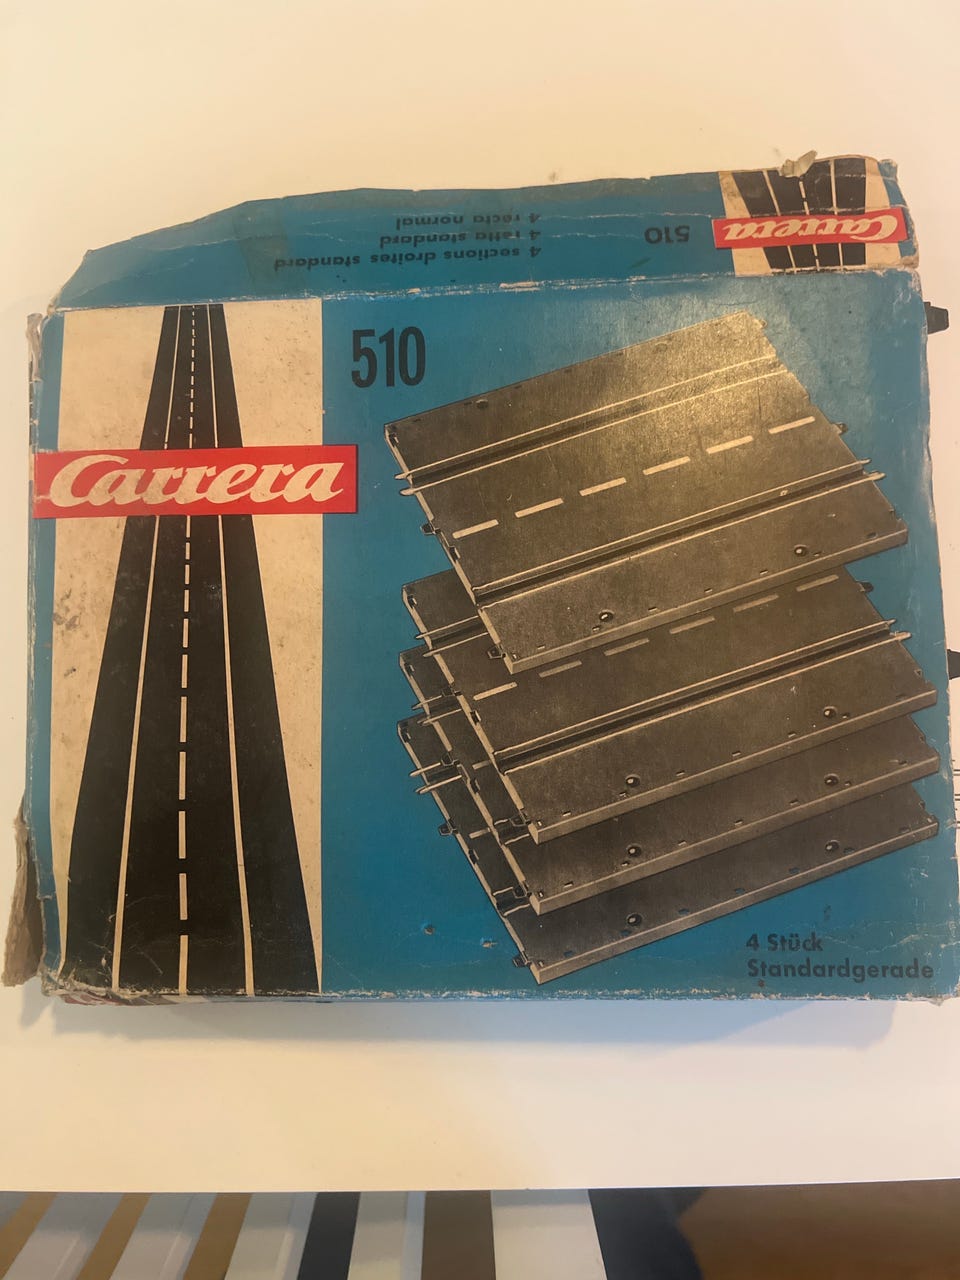 4 sections droites standard
4 retta standard
4 recta normal
510
Carrera
510
Carrera
4 Stück
Standardgerade